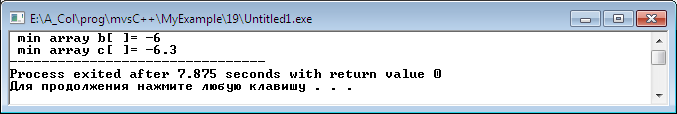 E:\A_Col\prog\mvsC++\MyExample\19\Untitled1.exe
min array b[ ]= -6
min array c[ ]= -6.3
--------------------------------
Process exited after 7.875 seconds with return value 0
Для продолжения нажмите любую клавишу . . .